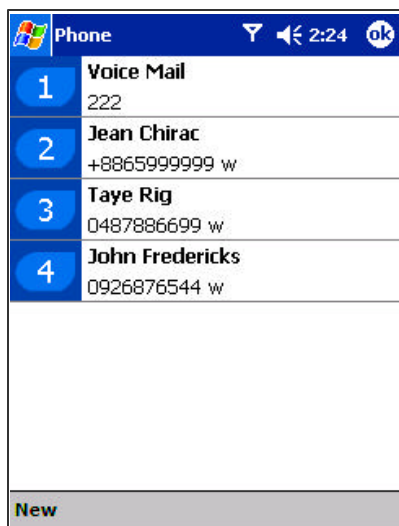 Phone 2:24 ok
1 Voice Mail
222
2 Jean Chirac
+8865999999 w
3 Taye Rig
0487886699 w
4 John Fredericks
0926876544 w
New